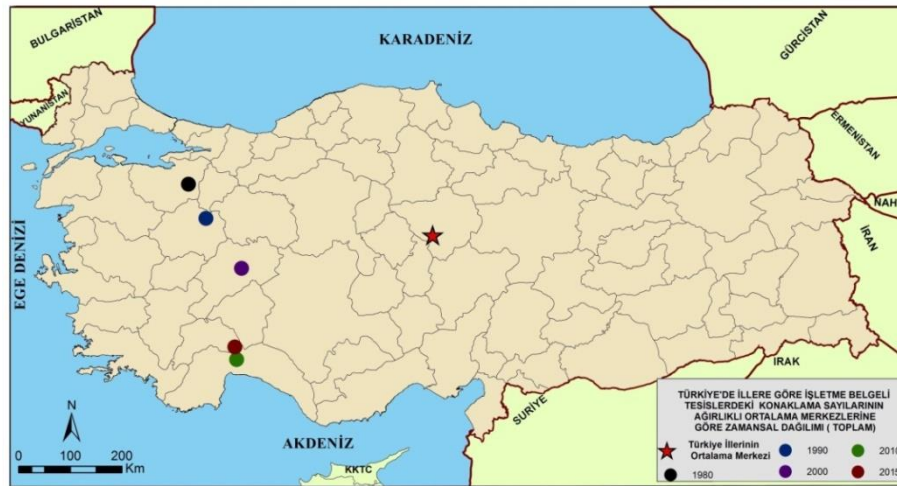 BULGARİSTAN
KARADENİZ
GÜRCİSTAN
YUNANİSTAN
ERMENİSTAN
NAH
İRAN
EGE DENİZİ
IRAK
SURİYE
AKDENİZ
KKTC
N
0 50 100 200
Km
TÜRKİYE'DE İLLERE GÖRE İŞLETME BELGELİ
TESİSLERDEKİ KONAKLAMA SAYILARININ
AĞIRLIKLI ORTALAMA MERKEZLERİNE
GÖRE ZAMANSAL DAĞILIMI ( TOPLAM)
Türkiye İllerinin
Ortalama Merkezi
1990
2010
1980
2000
2015